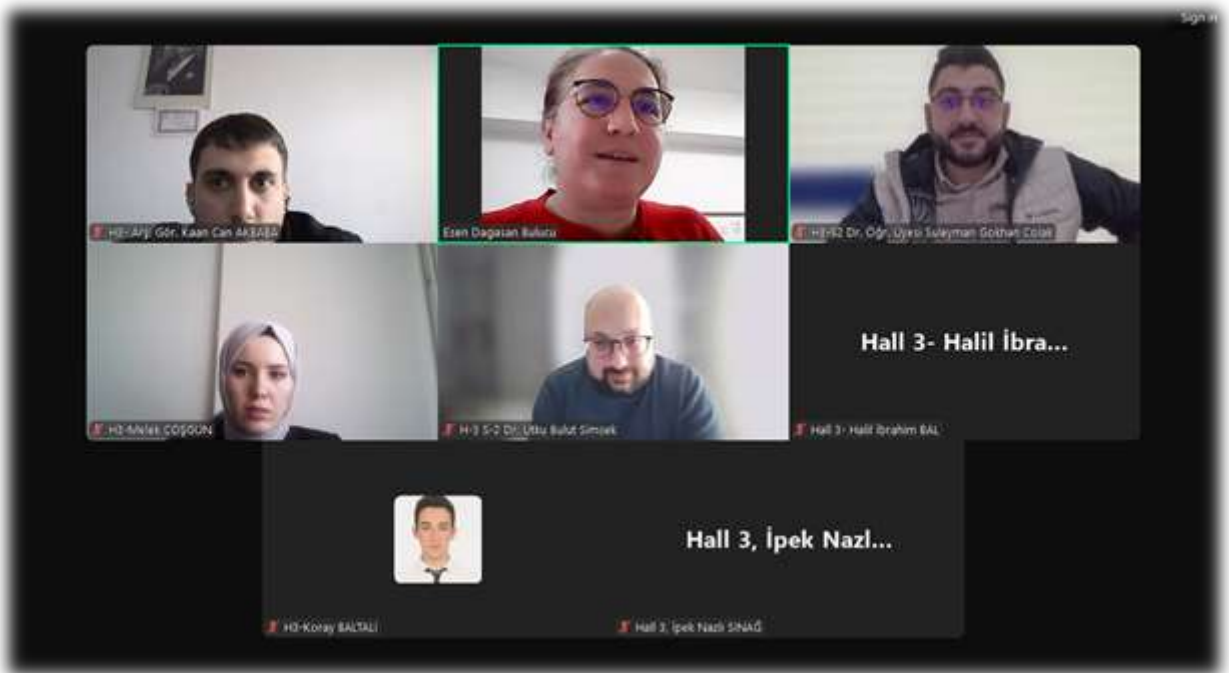 Sign in
H3- Arş. Gör. Kaan Can AKBABA
Esen Dagasan Bulucu
H3-S2 Dr. Öğr. Üyesi Suleyman Gokhan Colak
H3-Melek COŞGUN
H-3 S-2 Dr. Utku Bulut Simsek
Hall 3- Halil İbra...
Hall 3- Halil İbrahim BAL
H3-Koray BALTALI
Hall 3, İpek Nazl...
Hall 3, İpek Nazlı SINAĞ